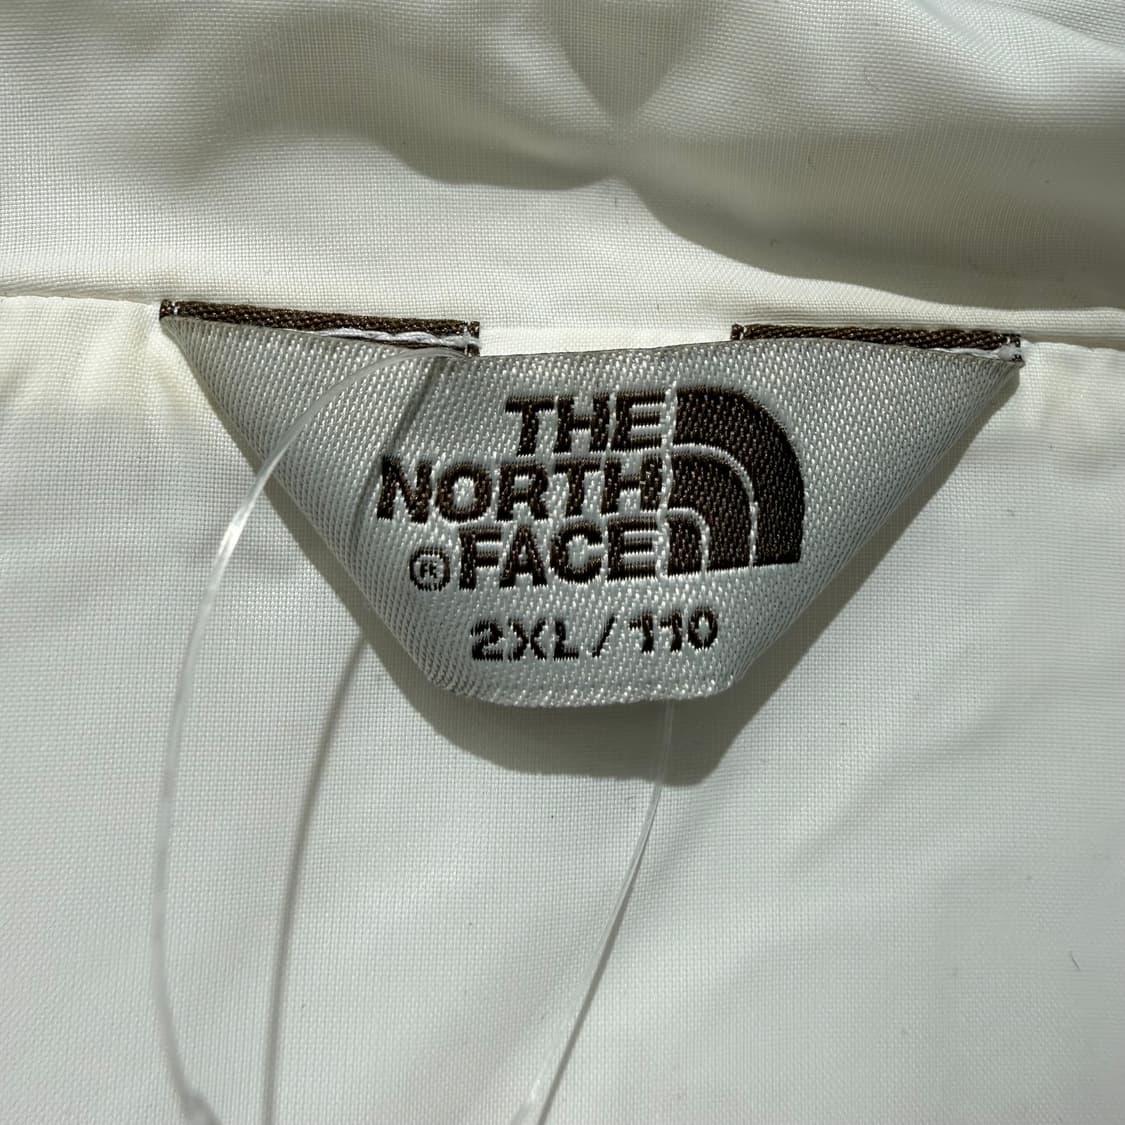 THE
NORTH
® FACE
2XL/110